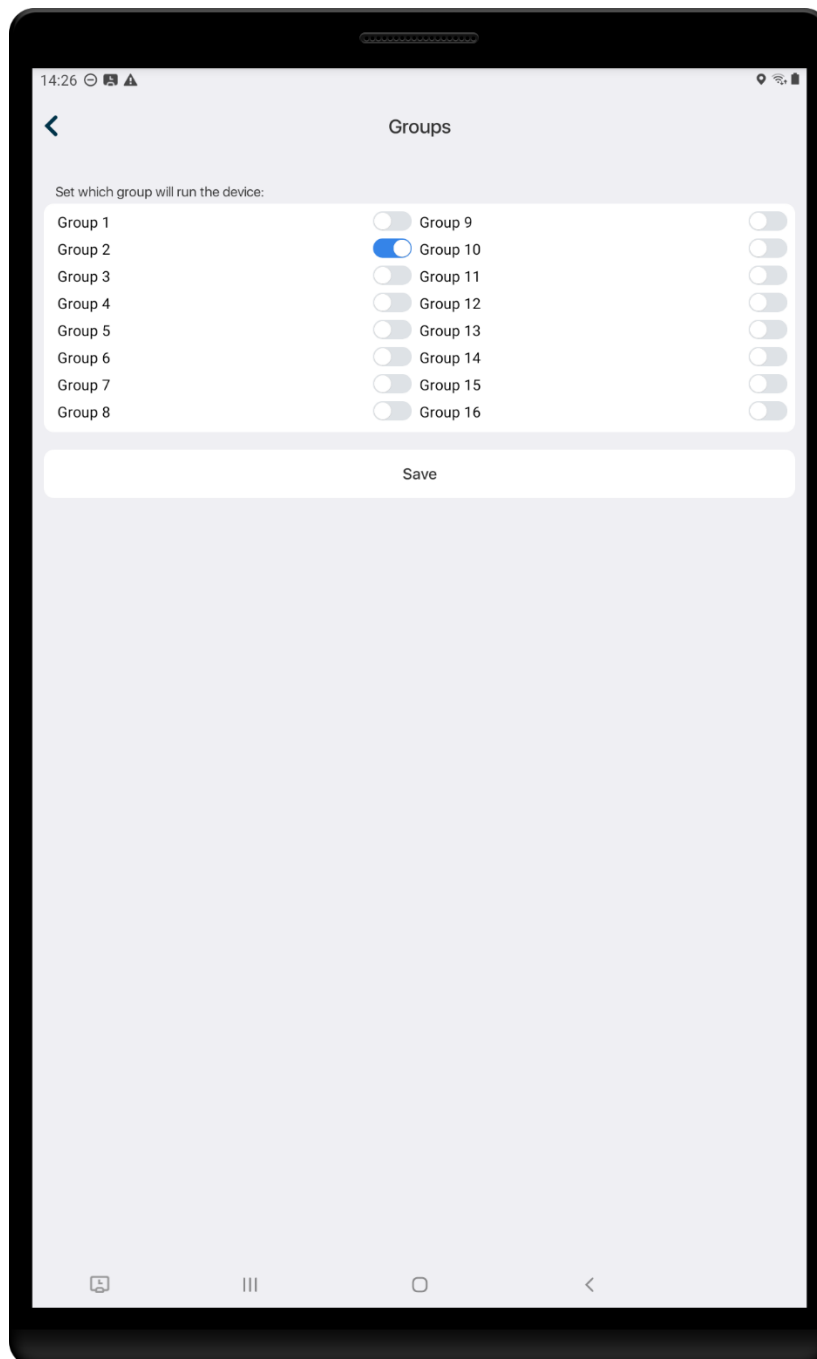 14:26
Groups
Set which group will run the device:
Group 1 Group 9
Group 2 Group 10
Group 3 Group 11
Group 4 Group 12
Group 5 Group 13
Group 6 Group 14
Group 7 Group 15
Group 8 Group 16
Save